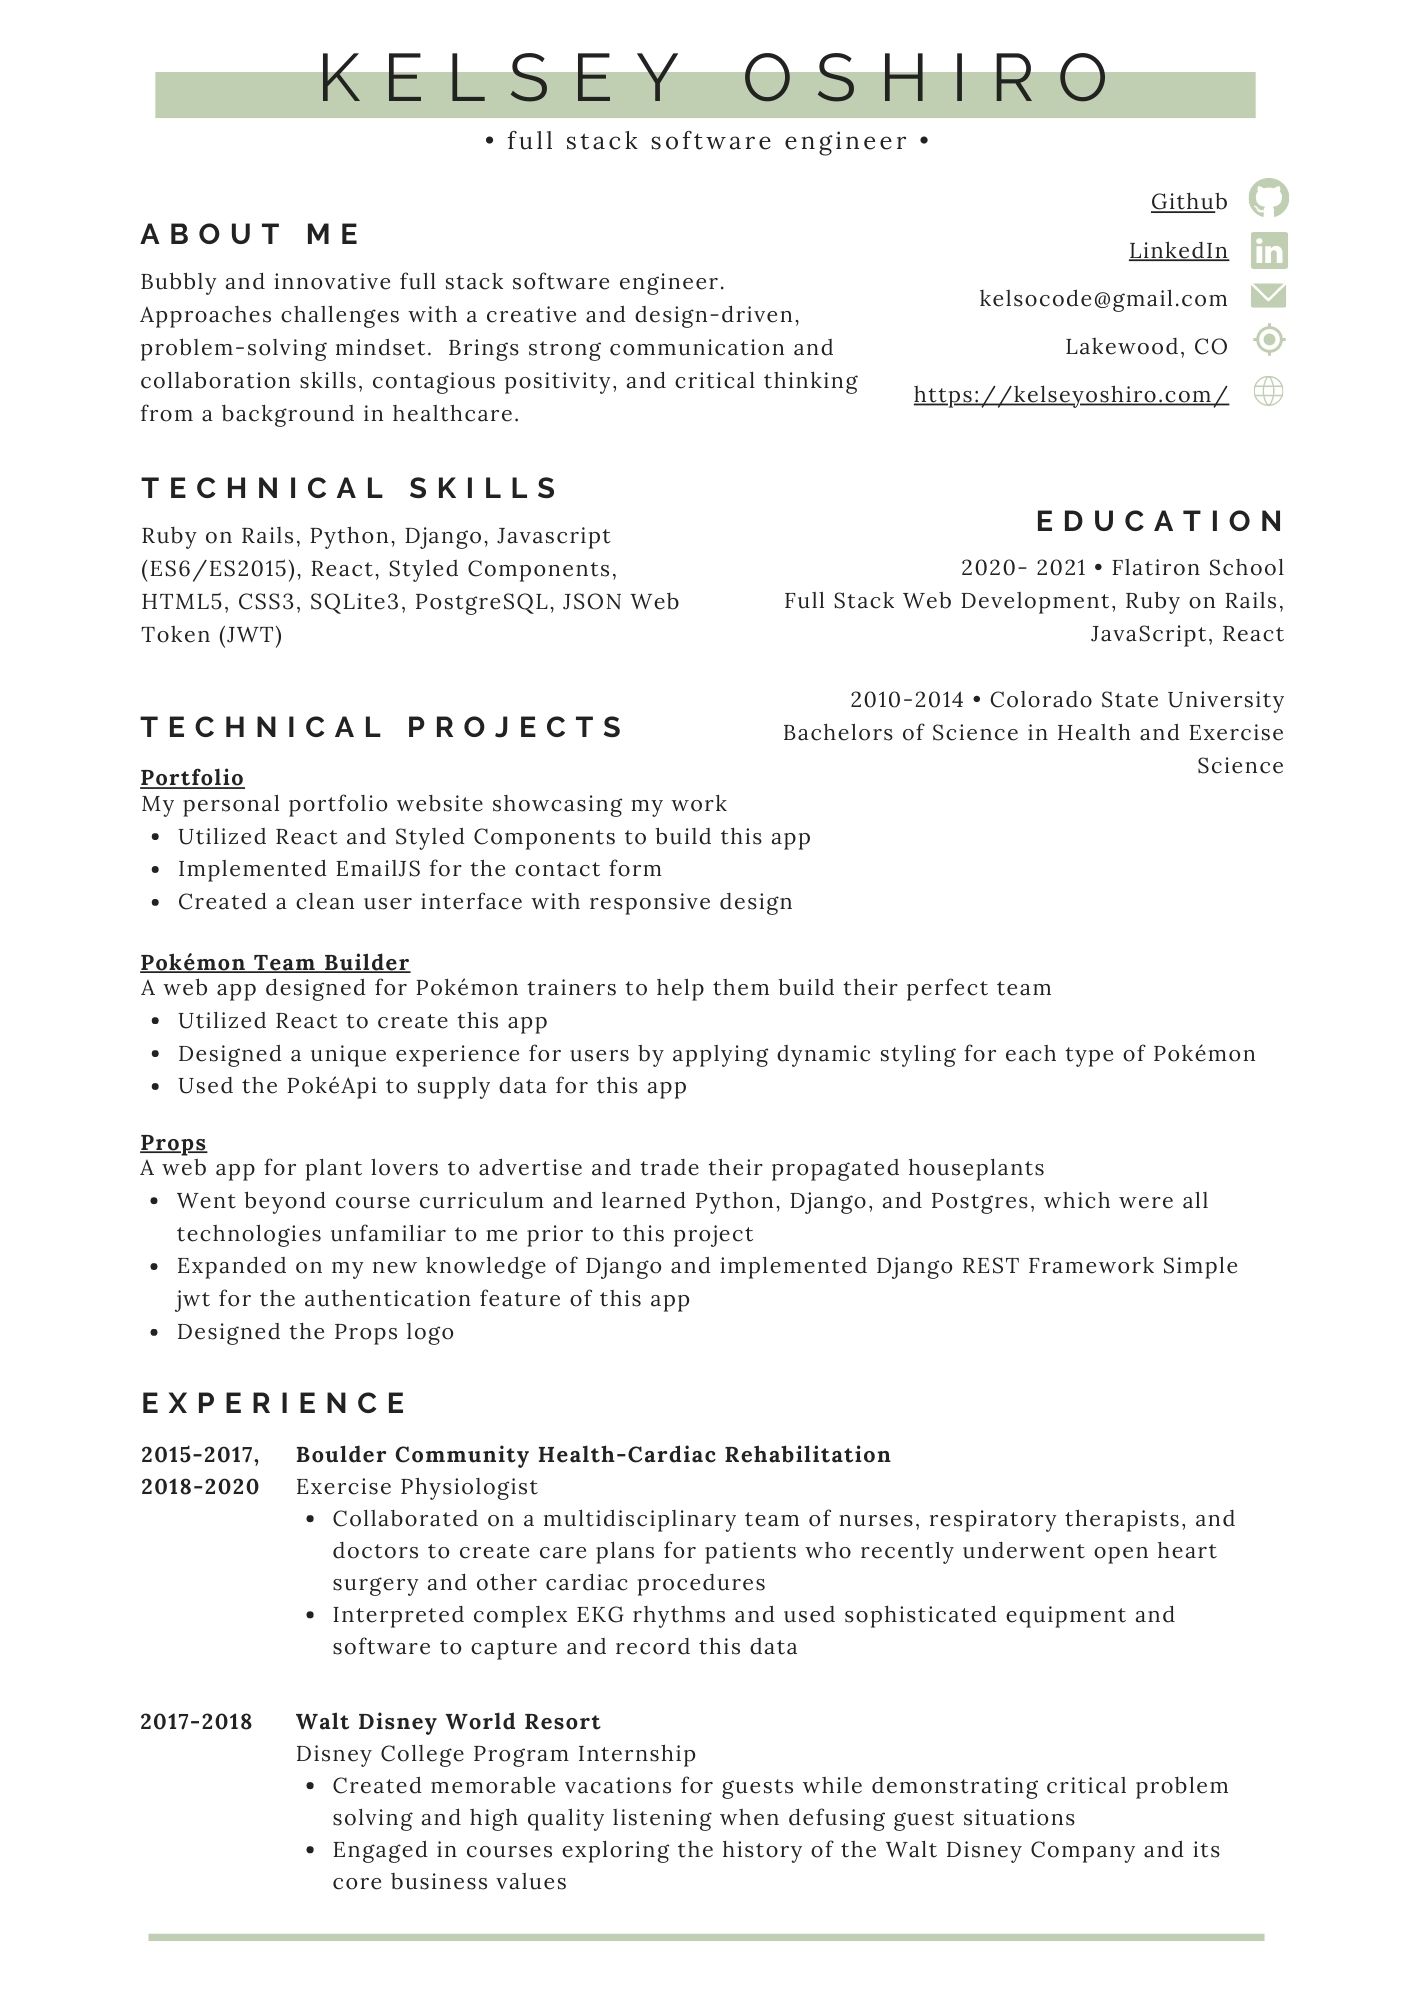 KELSEY OSHIRO
• full stack software engineer •
Github
LinkedIn
kelsocode@gmail.com
Lakewood, CO
https://kelseyoshiro.com/
ABOUT ME
Bubbly and innovative full stack software engineer.
Approaches challenges with a creative and design-driven,
problem-solving mindset.  Brings strong communication and
collaboration skills, contagious positivity, and critical thinking
from a background in healthcare.
TECHNICAL SKILLS
Ruby on Rails, Python, Django, Javascript
(ES6/ES2015), React, Styled Components,
HTML5, CSS3, SQLite3, PostgreSQL, JSON Web
Token (JWT)
EDUCATION
2020- 2021 • Flatiron School
Full Stack Web Development, Ruby on Rails,
JavaScript, React
2010-2014 • Colorado State University
Bachelors of Science in Health and Exercise
Science
TECHNICAL PROJECTS
Portfolio
My personal portfolio website showcasing my work
• Utilized React and Styled Components to build this app
• Implemented EmailJS for the contact form
• Created a clean user interface with responsive design
Pokémon Team Builder
A web app designed for Pokémon trainers to help them build their perfect team
• Utilized React to create this app
• Designed a unique experience for users by applying dynamic styling for each type of Pokémon
• Used the PokéApi to supply data for this app
Props
A web app for plant lovers to advertise and trade their propagated houseplants
• Went beyond course curriculum and learned Python, Django, and Postgres, which were all
technologies unfamiliar to me prior to this project
• Expanded on my new knowledge of Django and implemented Django REST Framework Simple
jwt for the authentication feature of this app
• Designed the Props logo
EXPERIENCE
2015-2017, Boulder Community Health-Cardiac Rehabilitation
2018-2020 Exercise Physiologist
• Collaborated on a multidisciplinary team of nurses, respiratory therapists, and
doctors to create care plans for patients who recently underwent open heart
surgery and other cardiac procedures
• Interpreted complex EKG rhythms and used sophisticated equipment and
software to capture and record this data
2017-2018 Walt Disney World Resort
Disney College Program Internship
• Created memorable vacations for guests while demonstrating critical problem
solving and high quality listening when defusing guest situations
• Engaged in courses exploring the history of the Walt Disney Company and its
core business values